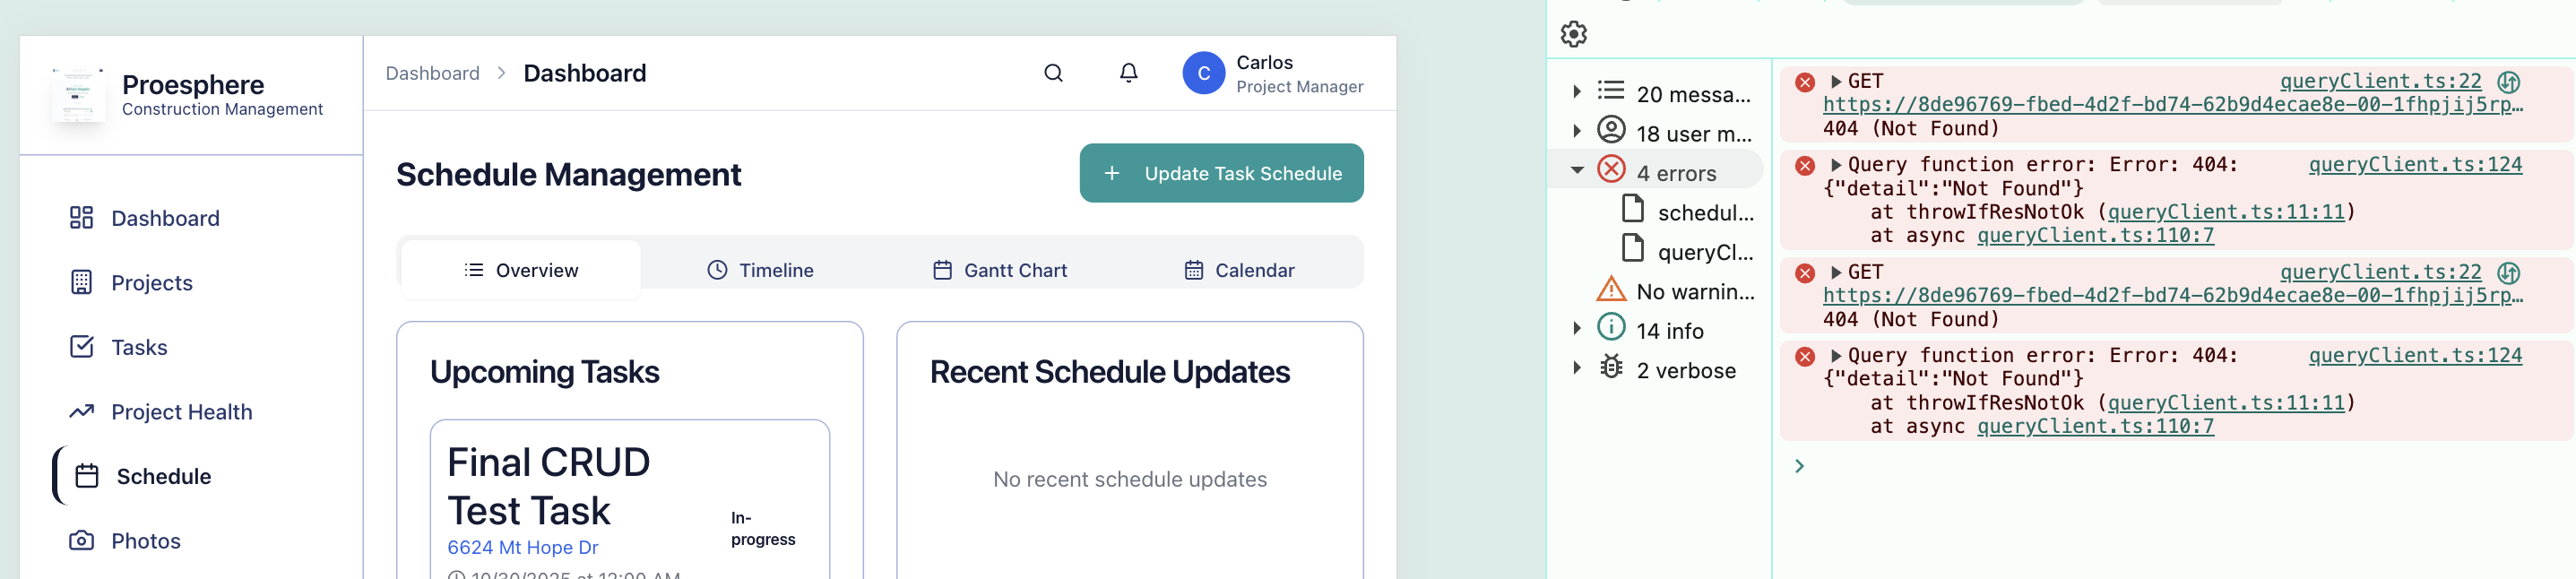 Proesphere
Construction Management
Dashboard
Projects
Tasks
Project Health
Schedule
Photos
Dashboard > Dashboard
C
Carlos
Project Manager
Schedule Management
+ Update Task Schedule
Overview
Timeline
Gantt Chart
Calendar
Upcoming Tasks
Final CRUD
Test Task
6624 Mt Hope Dr
In-
progress
10/30/2025 at 12:00 AM
Recent Schedule Updates
No recent schedule updates
20 messa...
18 user m...
4 errors
schedul...
queryCl...
No warnin...
14 info
2 verbose
GET queryClient.ts:22
https://8de96769-fbed-4d2f-bd74-62b9d4ecae8e-00-1fhpjij5rp…
404 (Not Found)
Query function error: Error: 404: queryClient.ts:124
{"detail":"Not Found"}
at throwIfResNotOk (queryClient.ts:11:11)
at async queryClient.ts:110:7
GET queryClient.ts:22
https://8de96769-fbed-4d2f-bd74-62b9d4ecae8e-00-1fhpjij5rp…
404 (Not Found)
Query function error: Error: 404: queryClient.ts:124
{"detail":"Not Found"}
at throwIfResNotOk (queryClient.ts:11:11)
at async queryClient.ts:110:7